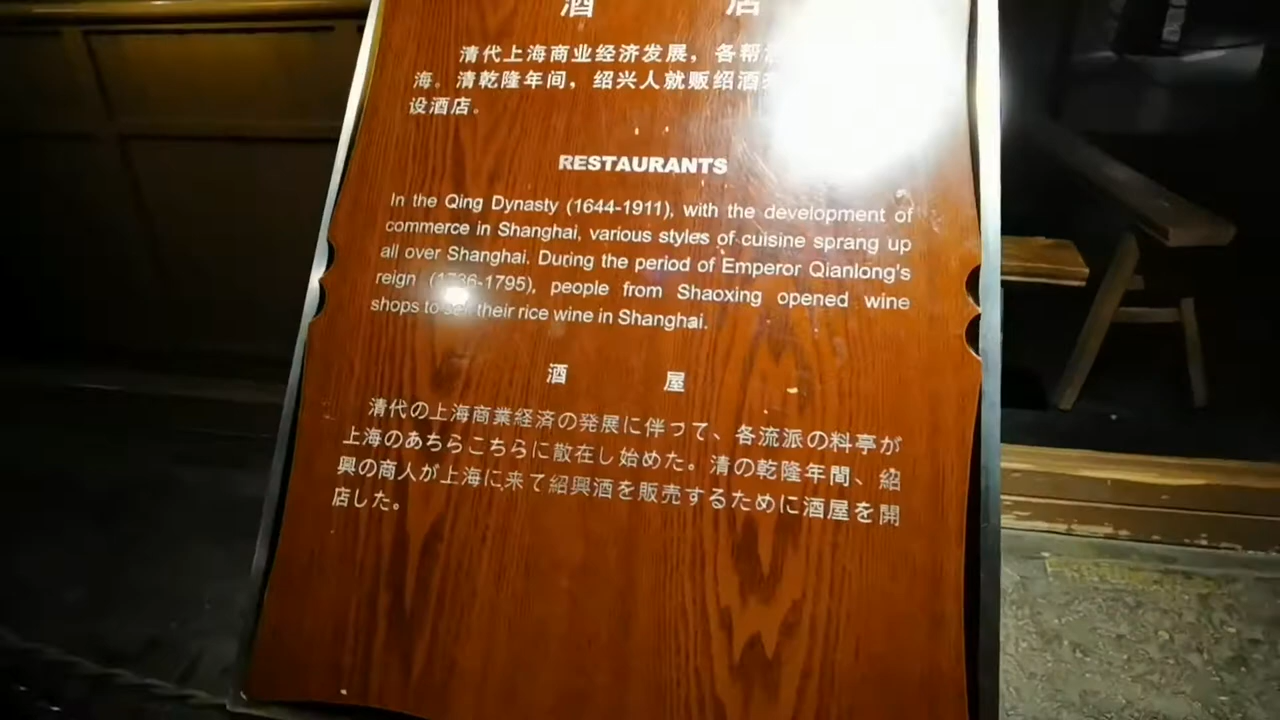 酒 店
清代上海商业经济发展，各帮
海。清乾隆年间，绍兴人就贩绍酒
设酒店。
RESTAURANTS
In the Qing Dynasty (1644-1911), with the development of
commerce in Shanghai, various styles of cuisine sprang up
all over Shanghai. During the period of Emperor Qianlong's
reign (1736-1795), people from Shaoxing opened wine
shops to sell their rice wine in Shanghai.
酒 屋
清代の上海商業経済の発展に伴って、各流派の料亭が
上海のあちらこちらに散在し始めた。清の乾隆年間、紹
興の商人が上海に来て紹興酒を販売するために酒屋を開
店した。